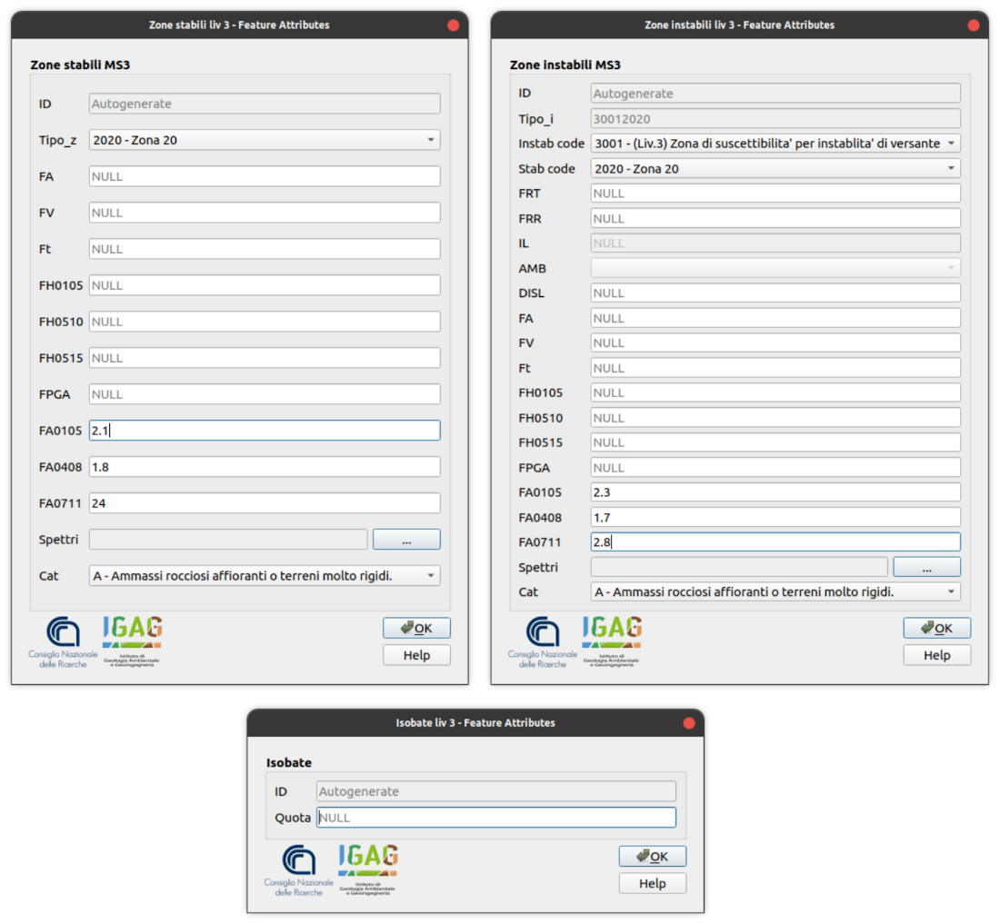 Zone stabili liv 3 - Feature Attributes
Zone stabili MS3
ID Autogenerate
Tipo_z 2020 - Zona 20
FA NULL
FV NULL
Ft NULL
FH0105 NULL
FH0510 NULL
FH0515 NULL
FPGA NULL
FA0105 2.1
FA0408 1.8
FA0711 24
Spettri ...
Cat A - Ammassi rocciosi affioranti o terreni molto rigidi.
Consiglio Nazionale
delle Ricerche
IGAG
Istituto di
Geologia Ambientale
e Geoingegneria
OK
Help
Zone instabili liv 3 - Feature Attributes
Zone instabili MS3
ID Autogenerate
Tipo_i 30012020
Instab code 3001 - (Liv.3) Zona di suscettibilita' per instablita' di versante
Stab code 2020 - Zona 20
FRT NULL
FRR NULL
IL NULL
AMB
DISL NULL
FA NULL
FV NULL
Ft NULL
FH0105 NULL
FH0510 NULL
FH0515 NULL
FPGA NULL
FA0105 2.3
FA0408 1.7
FA0711 2.8
Spettri ...
Cat A - Ammassi rocciosi affioranti o terreni molto rigidi.
Consiglio Nazionale
delle Ricerche
IGAG
Istituto di
Geologia Ambientale
e Geoingegneria
OK
Help
Isobate liv 3 - Feature Attributes
Isobate
ID Autogenerate
Quota NULL
Consiglio Nazionale
delle Ricerche
IGAG
Istituto di
Geologia Ambientale
e Geoingegneria
OK
Help